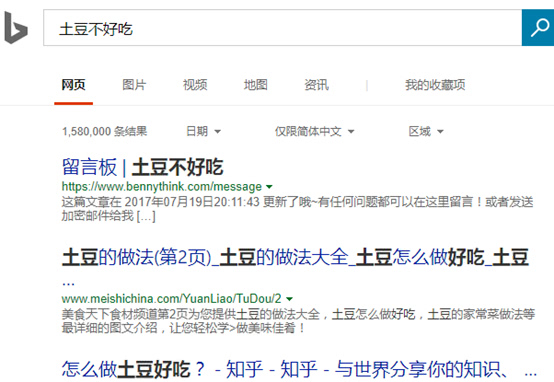 土豆不好吃
网页 图片 视频 地图 资讯 | 我的收藏项
1,580,000 条结果 日期 仅限简体中文 区域
留言板 | 土豆不好吃
https://www.bennythink.com/message
这篇文章在 2017年07月19日20:11:43 更新了哦~有任何问题都可以在这里留言！或者发送
加密邮件给我 [...]
土豆的做法(第2页)_土豆的做法大全_土豆怎么做好吃_土豆
...
www.meishichina.com/YuanLiao/TuDou/2
美食天下食材频道第2页为您提供土豆的做法大全，土豆怎么做好吃，土豆的家常菜做法等
最详细的图文介绍，让您轻松学>做美味佳肴！
怎么做土豆好吃？ - 知乎 - 知乎 - 与世界分享你的知识、 ...